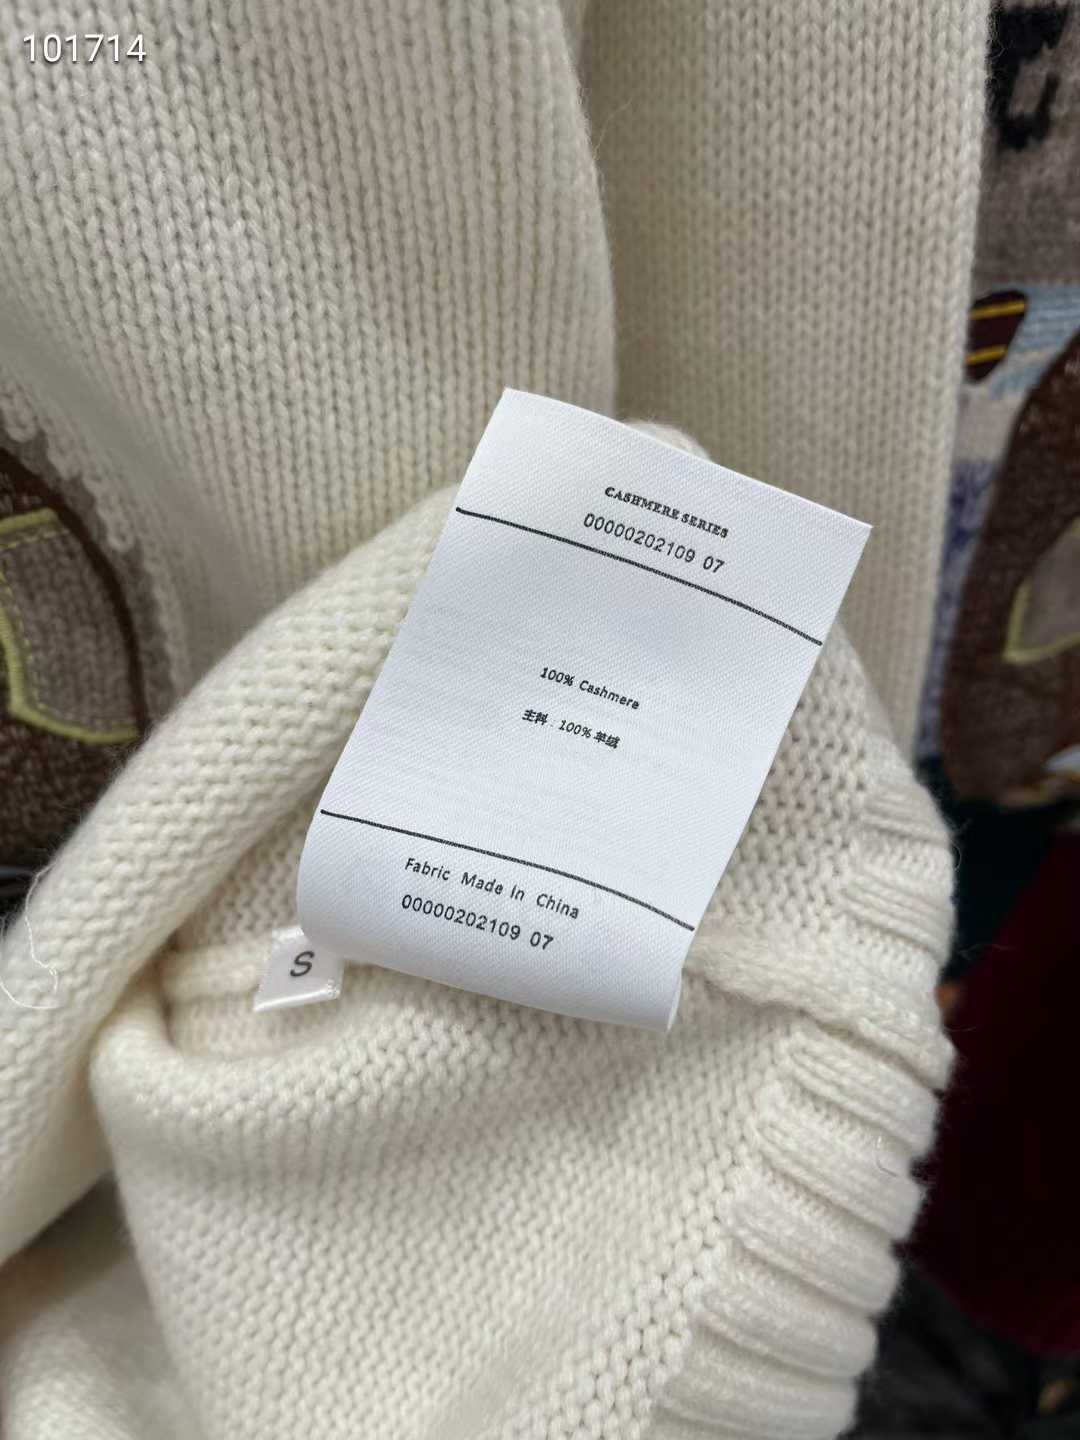 101714
CASHMERE SERIES
00000202109 07
100% Cashmere
主料 : 100% 羊绒
Fabric Made In China
00000202109 07
S